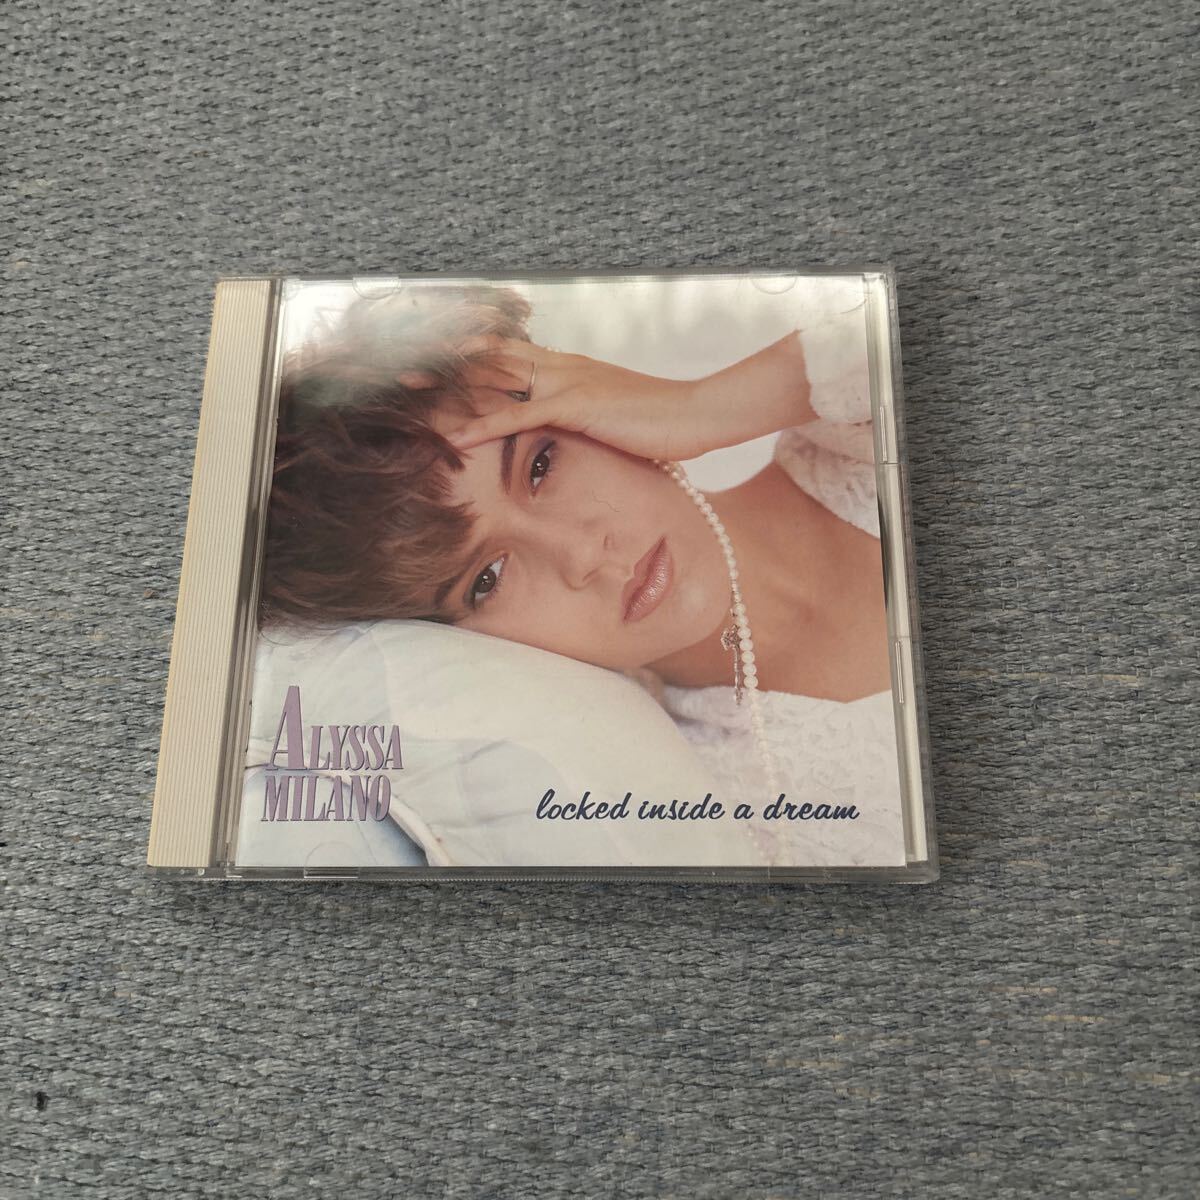 ALYSSA
MILANO
locked inside a dream